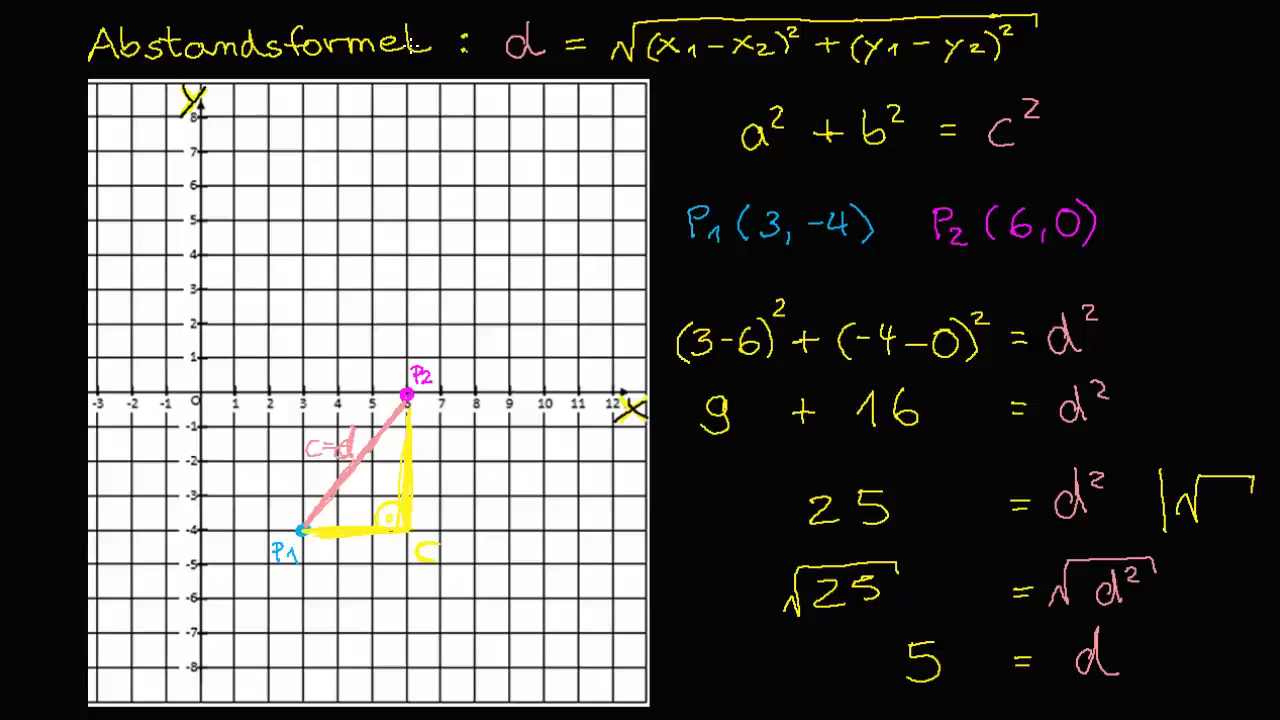 Abstandsformel : d = √(x₁-x₂)² + (y₁-y₂)²
a² + b² = c²
P₁(3,-4) P₂(6,0)
(3-6)² + (-4-0)² = d²
9 + 16 = d²
25 = d² |√
√25 = √d²
5 = d
y
8
7
6
5
4
3
2
1
P2
-3 -2 -1 O 1 2 3 4 5 6 7 8 9 10 11 12 x
-1
c=d
-2
-3
-4
P1 C
-5
-6
-7
-8